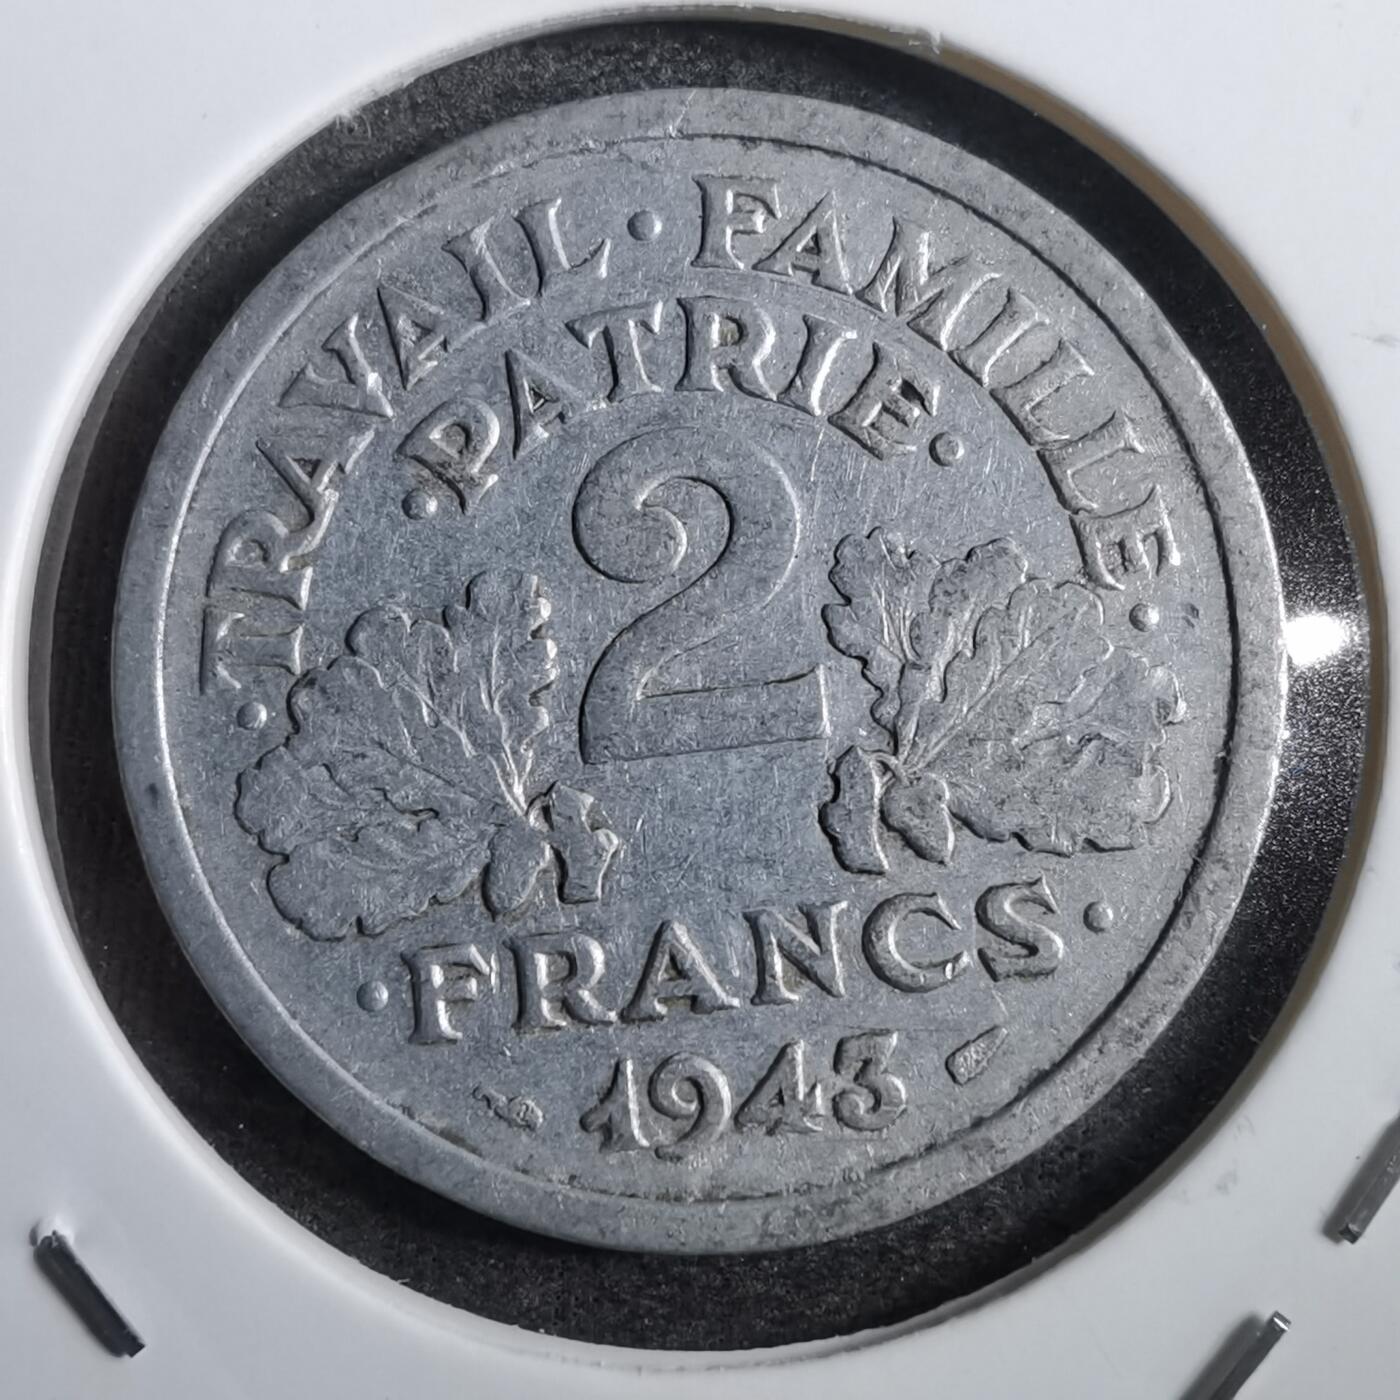 ·TRAVAIL·FAMILLE·
·PATRIE·
2
·FRANCS·
1943